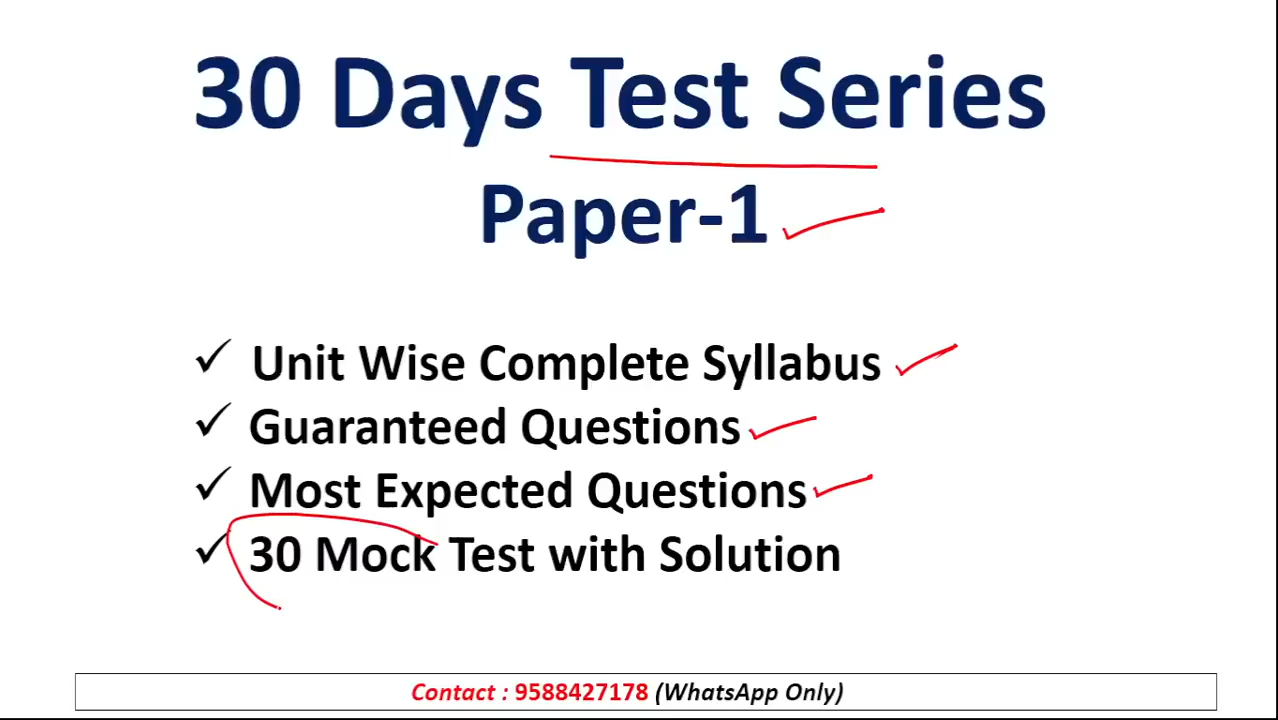 30 Days Test Series
Paper-1
✓ Unit Wise Complete Syllabus
✓ Guaranteed Questions
✓ Most Expected Questions
✓ 30 Mock Test with Solution
Contact : 9588427178 (WhatsApp Only)